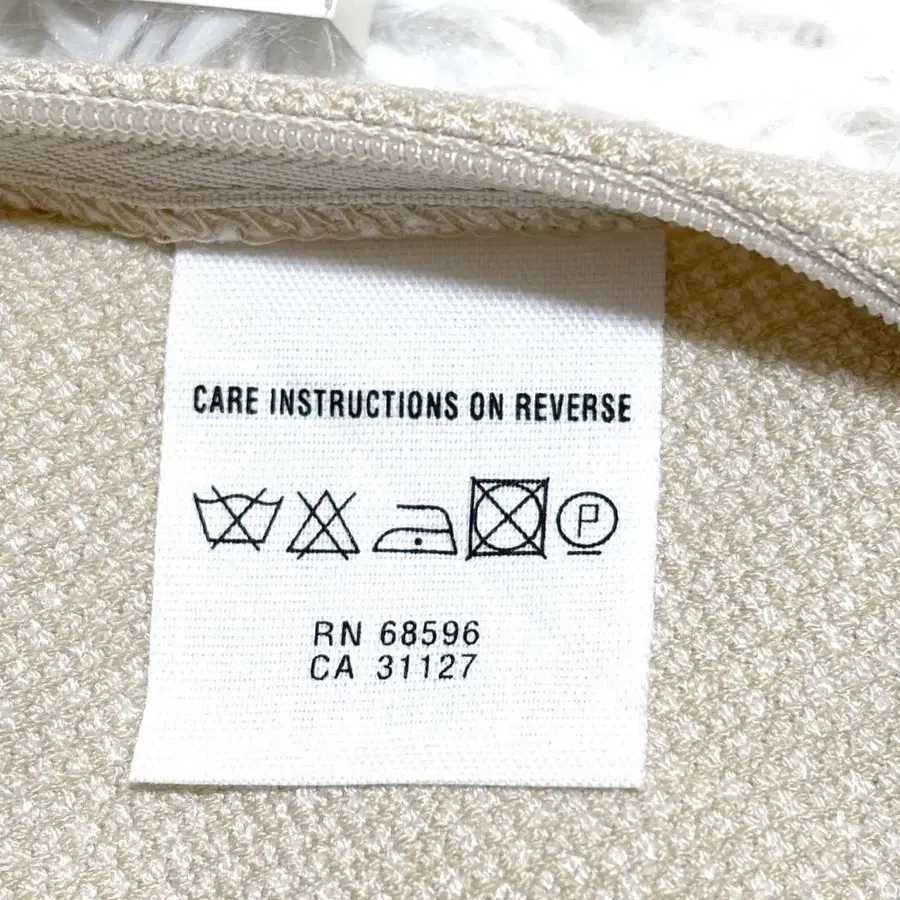 CARE INSTRUCTIONS ON REVERSE
P
RN 68596
CA 31127